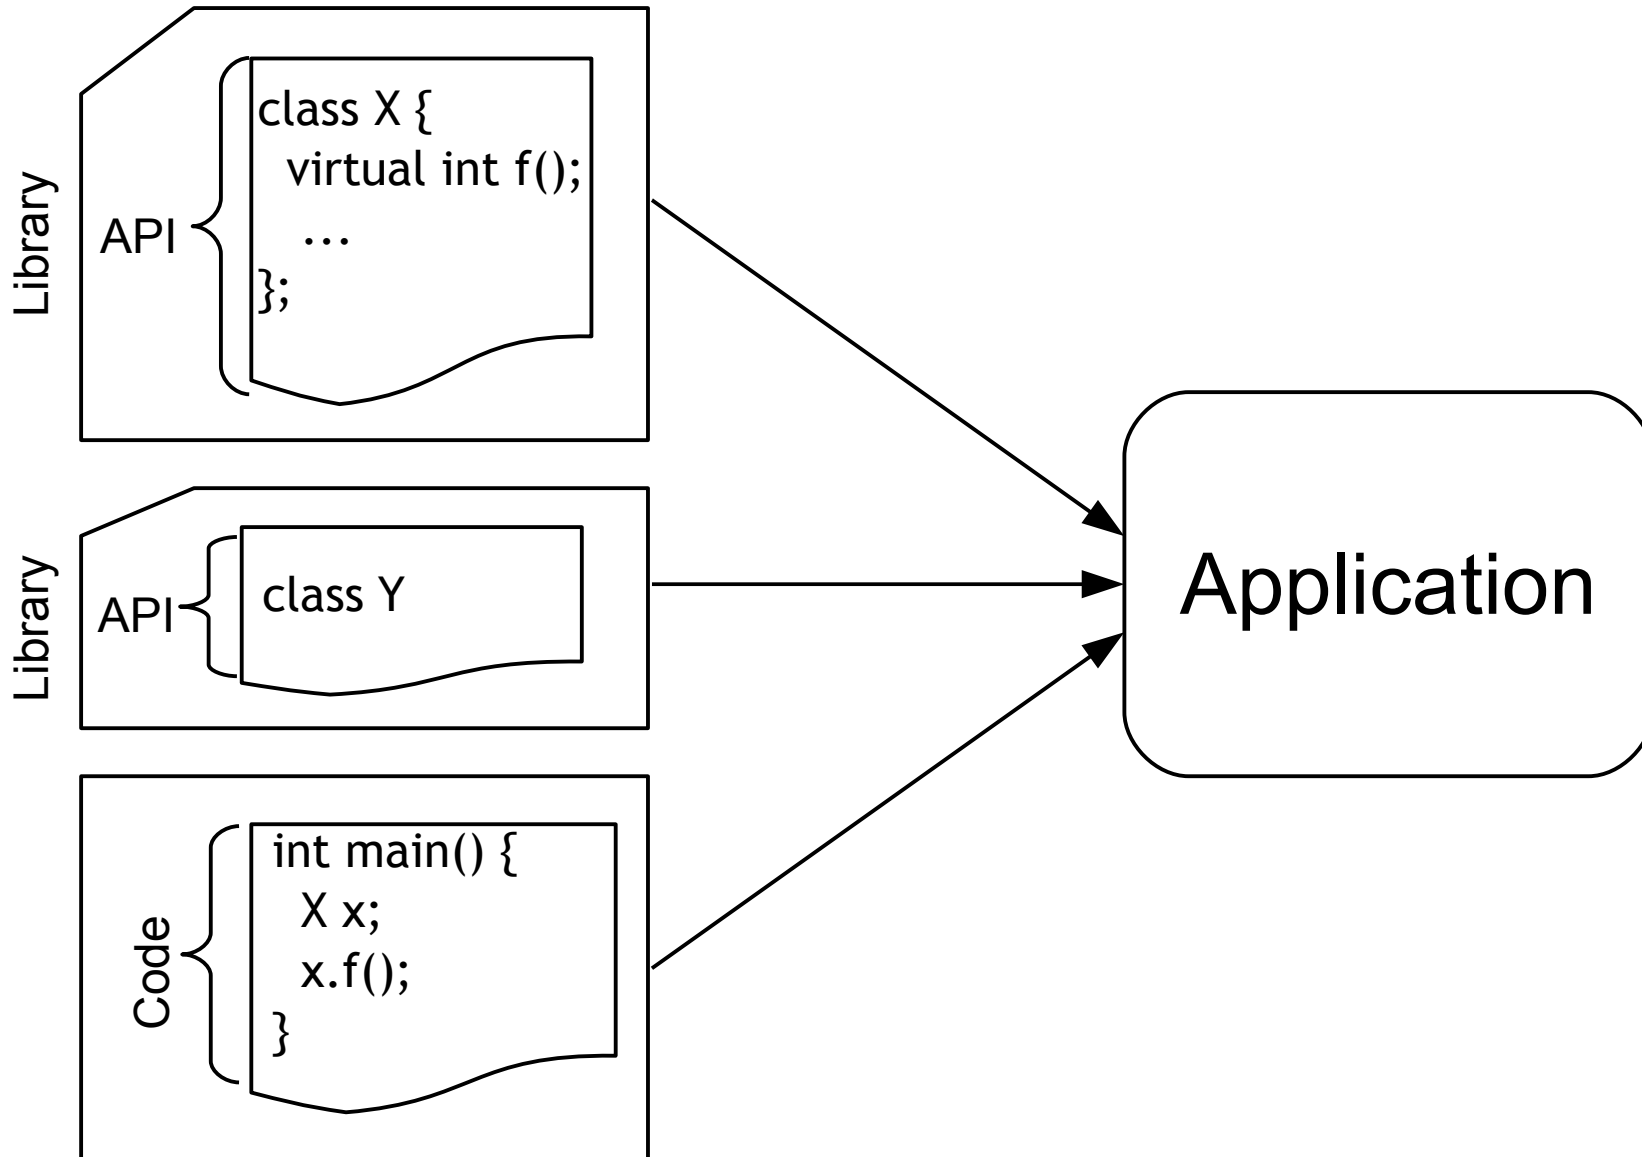 Library
API
class X {
virtual int f();
...
};
Library
API
class Y
Code
int main() {
X x;
x.f();
}
Application